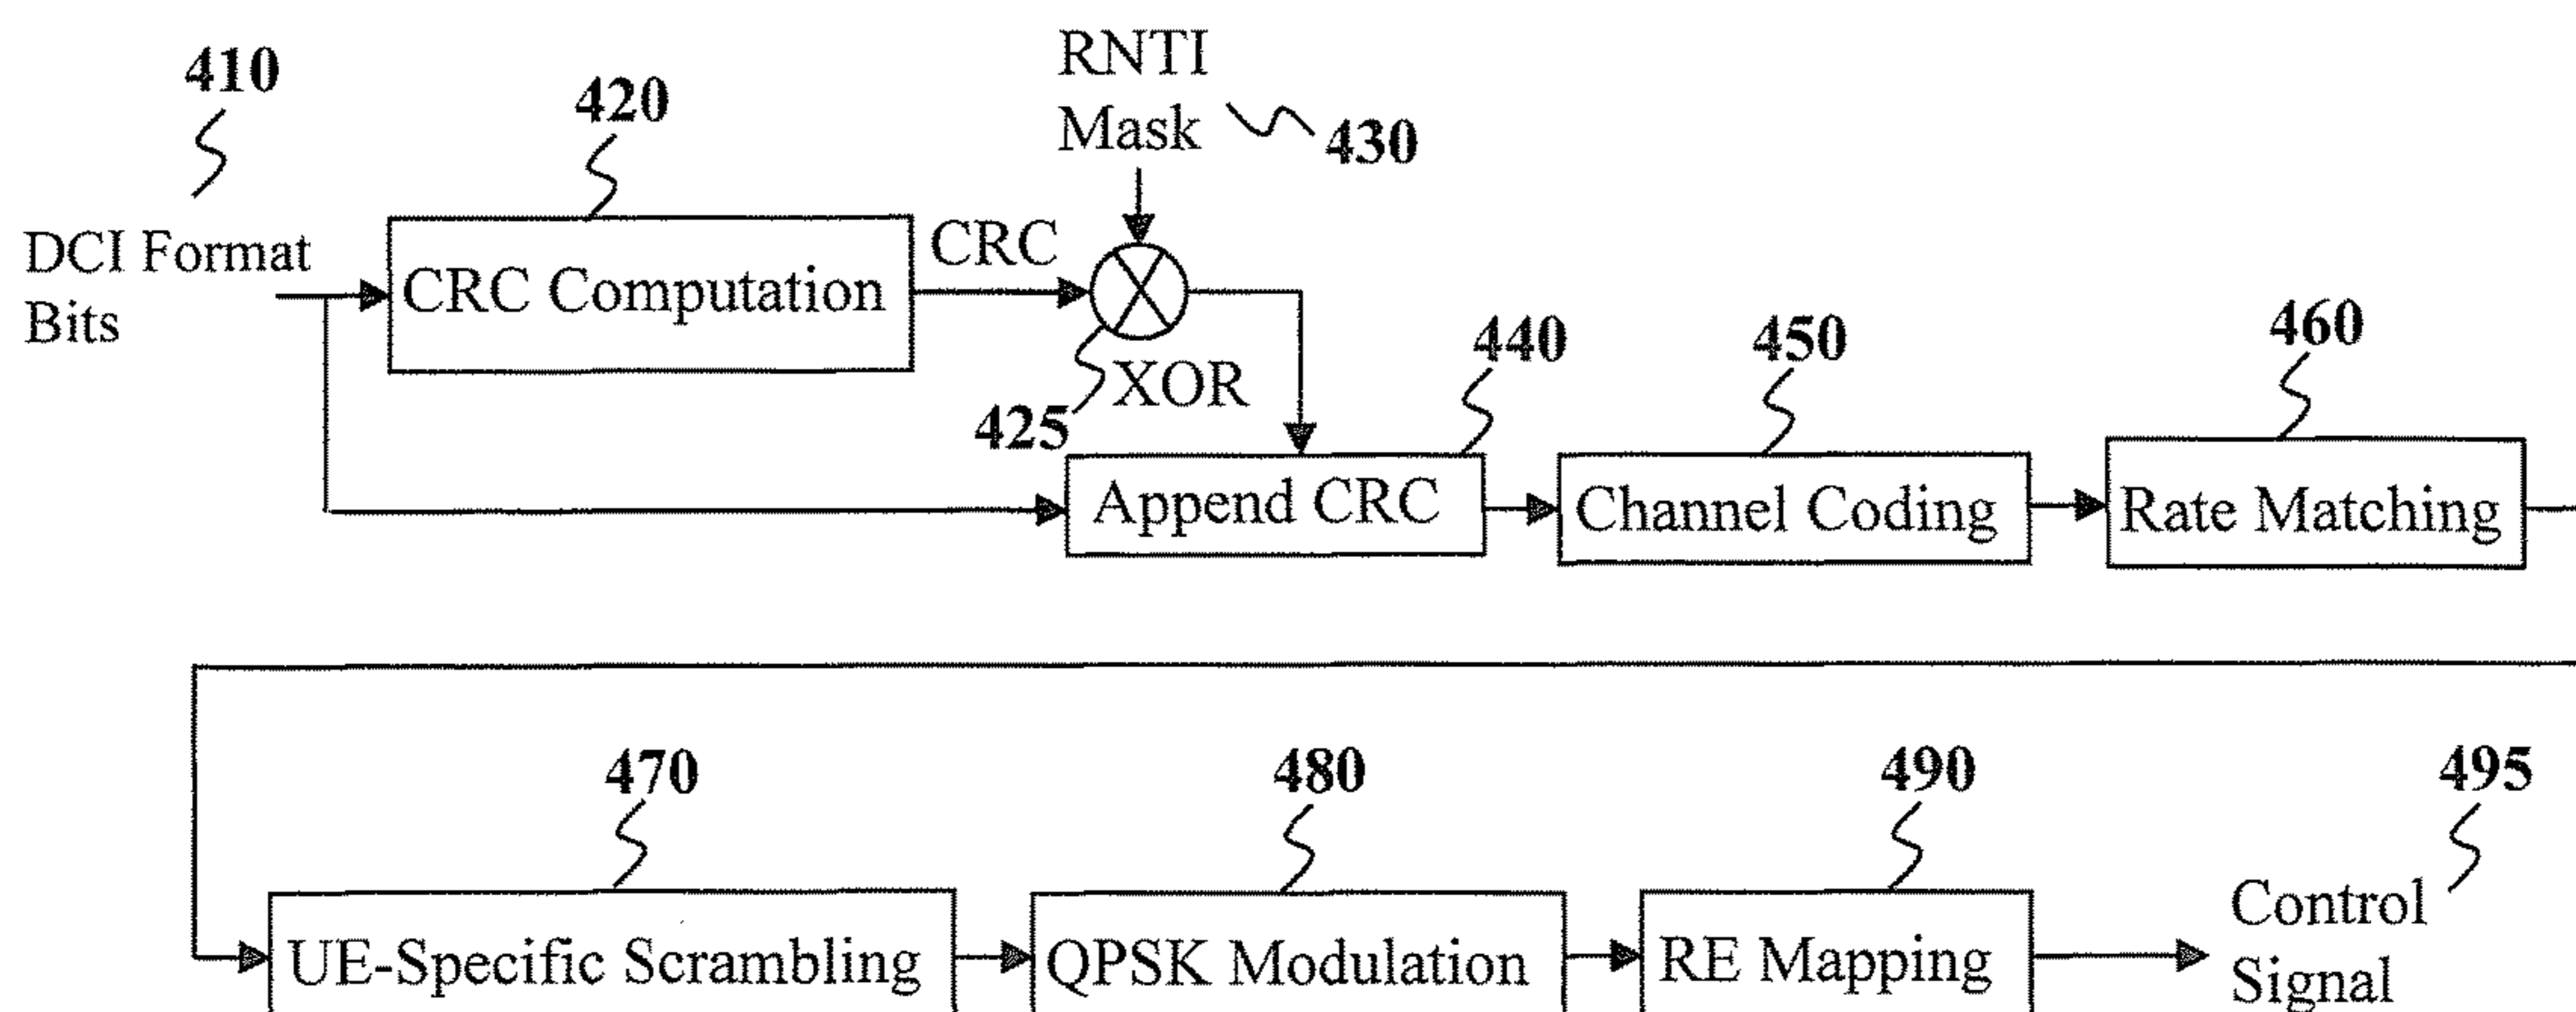 410
420
RNTI
Mask
430
DCI Format
Bits
CRC Computation
CRC
XOR
425
440
450
460
Append CRC
Channel Coding
Rate Matching
470
480
490
495
UE-Specific Scrambling
QPSK Modulation
RE Mapping
Control
Signal